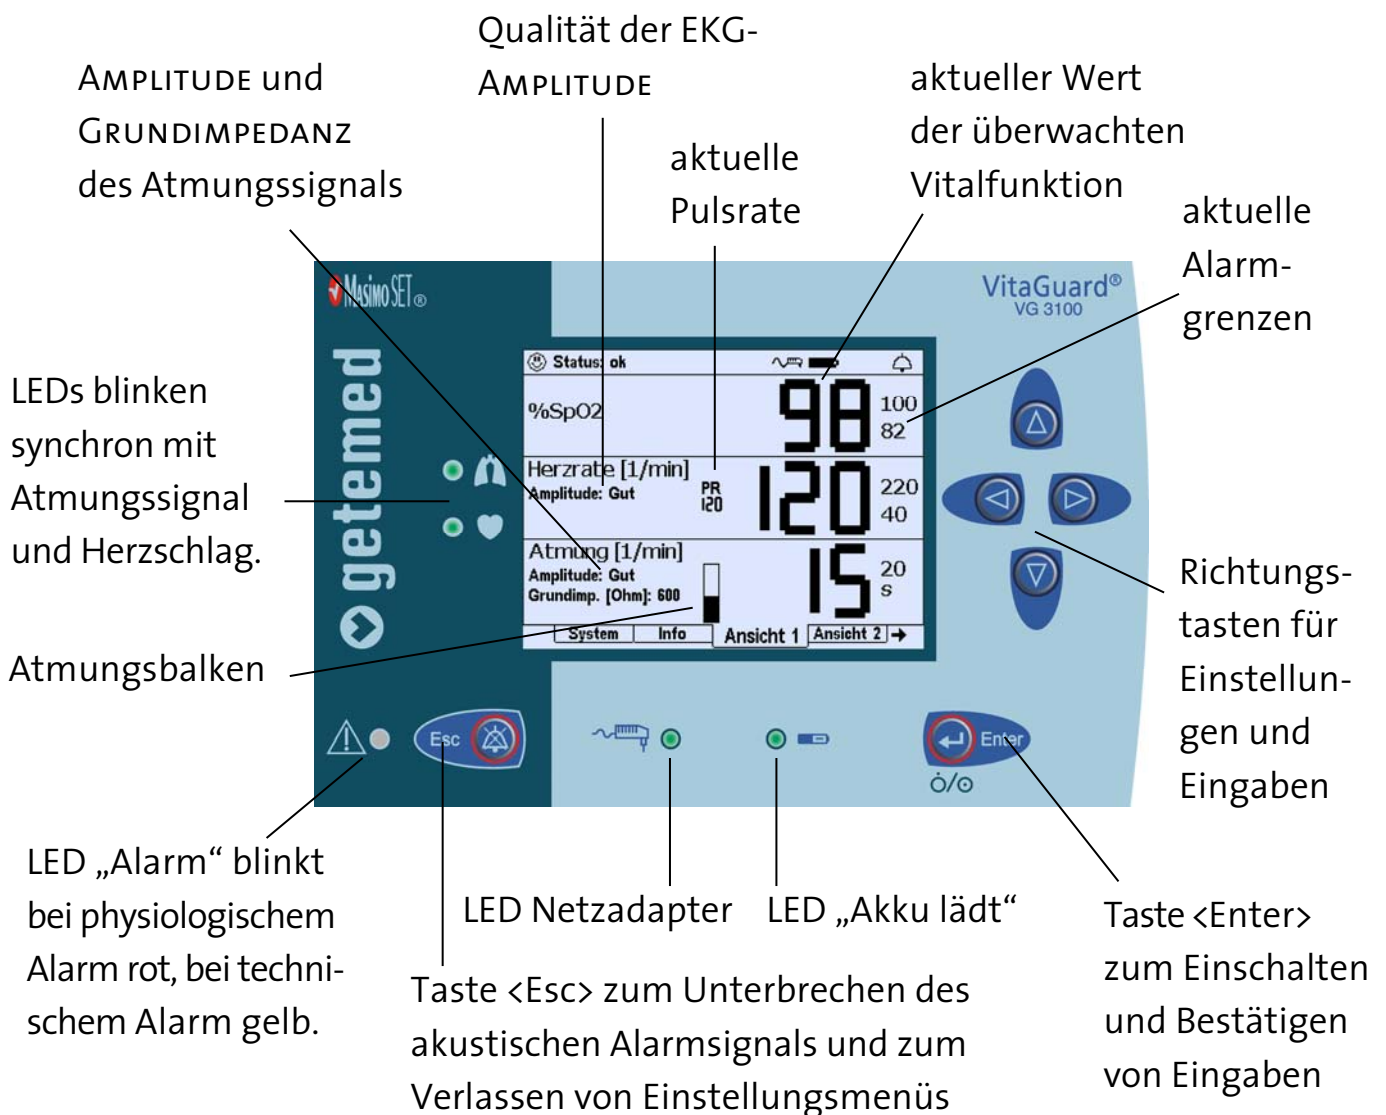 Qualität der EKG-
AMPLITUDE
AMPLITUDE und
GRUNDIMPEDANZ
des Atmungssignals
aktueller Wert
der überwachten
Vitalfunktion
aktuelle
Pulsrate
aktuelle
Alarm-
grenzen
MASIMO SET®
VitaGuard®
VG 3100
getemed
Status: ok
%SpO2
98
100
82
Herzrate [1/min]
Amplitude: Gut
PR
120
120
220
40
Atmung [1/min]
Amplitude: Gut
Grundimp. [Ohm]: 600
15
20
s
System Info Ansicht 1 Ansicht 2
LEDs blinken
synchron mit
Atmungssignal
und Herzschlag.
Atmungsbalken
Richtungs-
tasten für
Einstellun-
gen und
Eingaben
Esc
Enter
LED „Alarm“ blinkt
bei physiologischem
Alarm rot, bei techni-
schem Alarm gelb.
LED Netzadapter
LED „Akku lädt“
Taste <Esc> zum Unterbrechen des
akustischen Alarmsignals und zum
Verlassen von Einstellungsmenüs
Taste <Enter>
zum Einschalten
und Bestätigen
von Eingaben